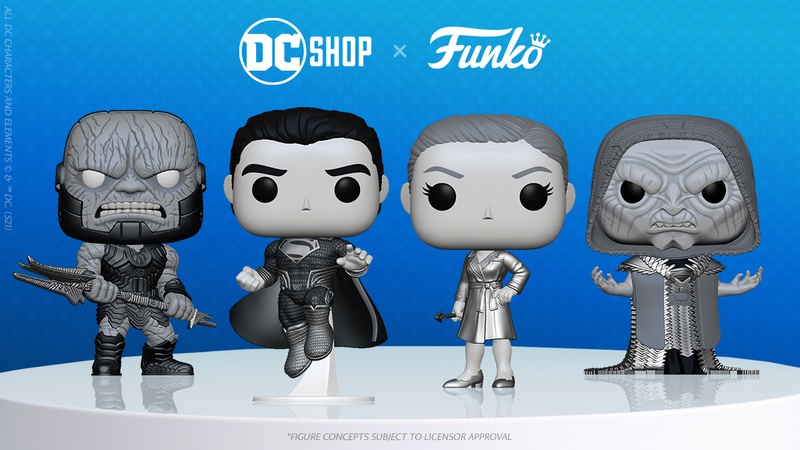 DC SHOP × Funko
ALL DC CHARACTERS AND ELEMENTS © & ™ DC. (S21)
*FIGURE CONCEPTS SUBJECT TO LICENSOR APPROVAL